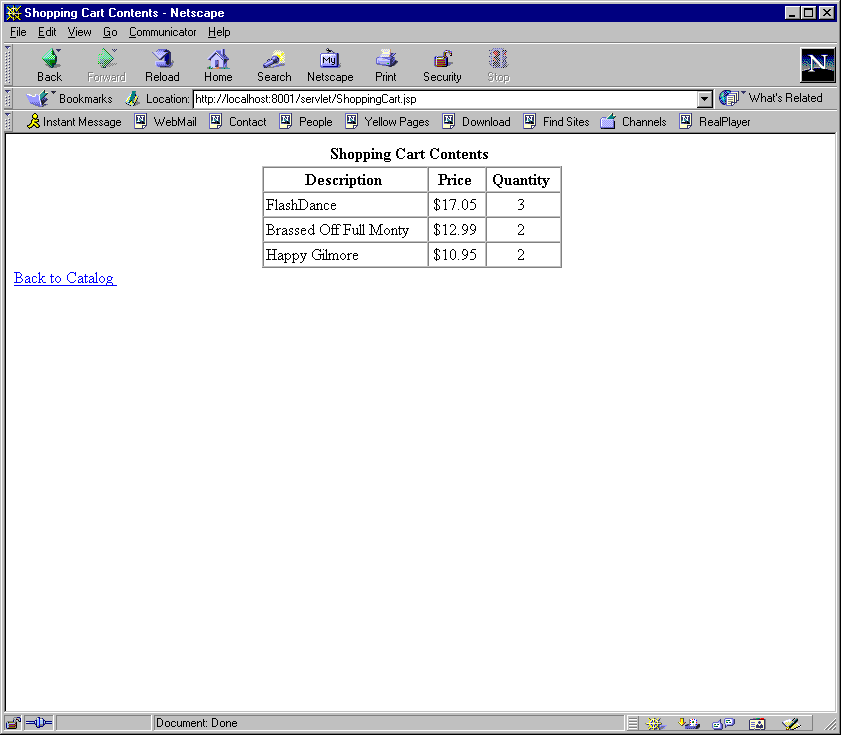 Shopping Cart Contents - Netscape
File Edit View Go Communicator Help
Back Forward Reload Home Search Netscape Print Security Stop
My
N
Bookmarks Location: http://localhost:8001/servlet/ShoppingCart.jsp What's Related
Instant Message WebMail Contact People Yellow Pages Download Find Sites Channels RealPlayer
Shopping Cart Contents
Description Price Quantity
FlashDance $17.05 3
Brassed Off Full Monty $12.99 2
Happy Gilmore $10.95 2
Back to Catalog
Document: Done